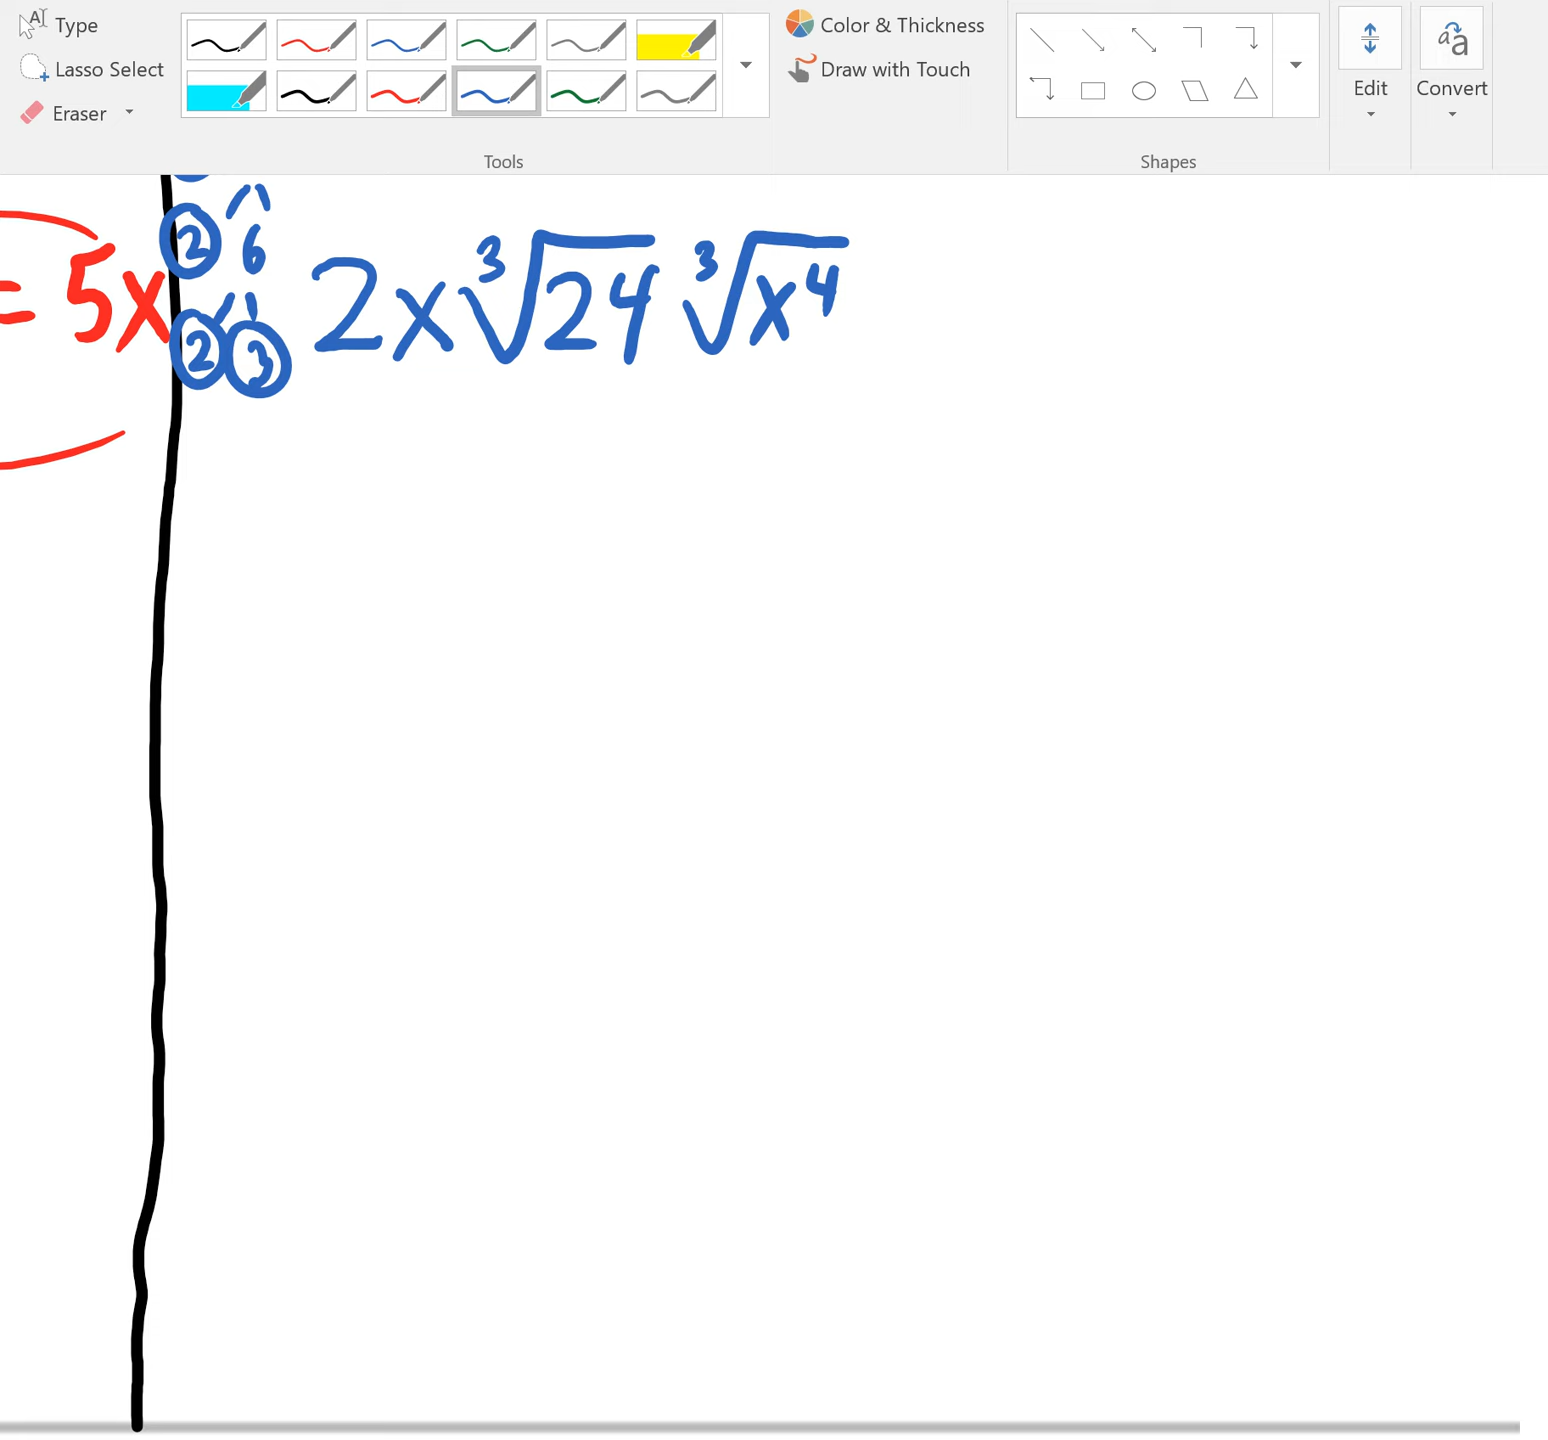 Type
Lasso Select
Eraser
Tools
Color & Thickness
Draw with Touch
Shapes
Edit
Convert
= 5x
2 6
2 3
2x ∛24 ∛x⁴